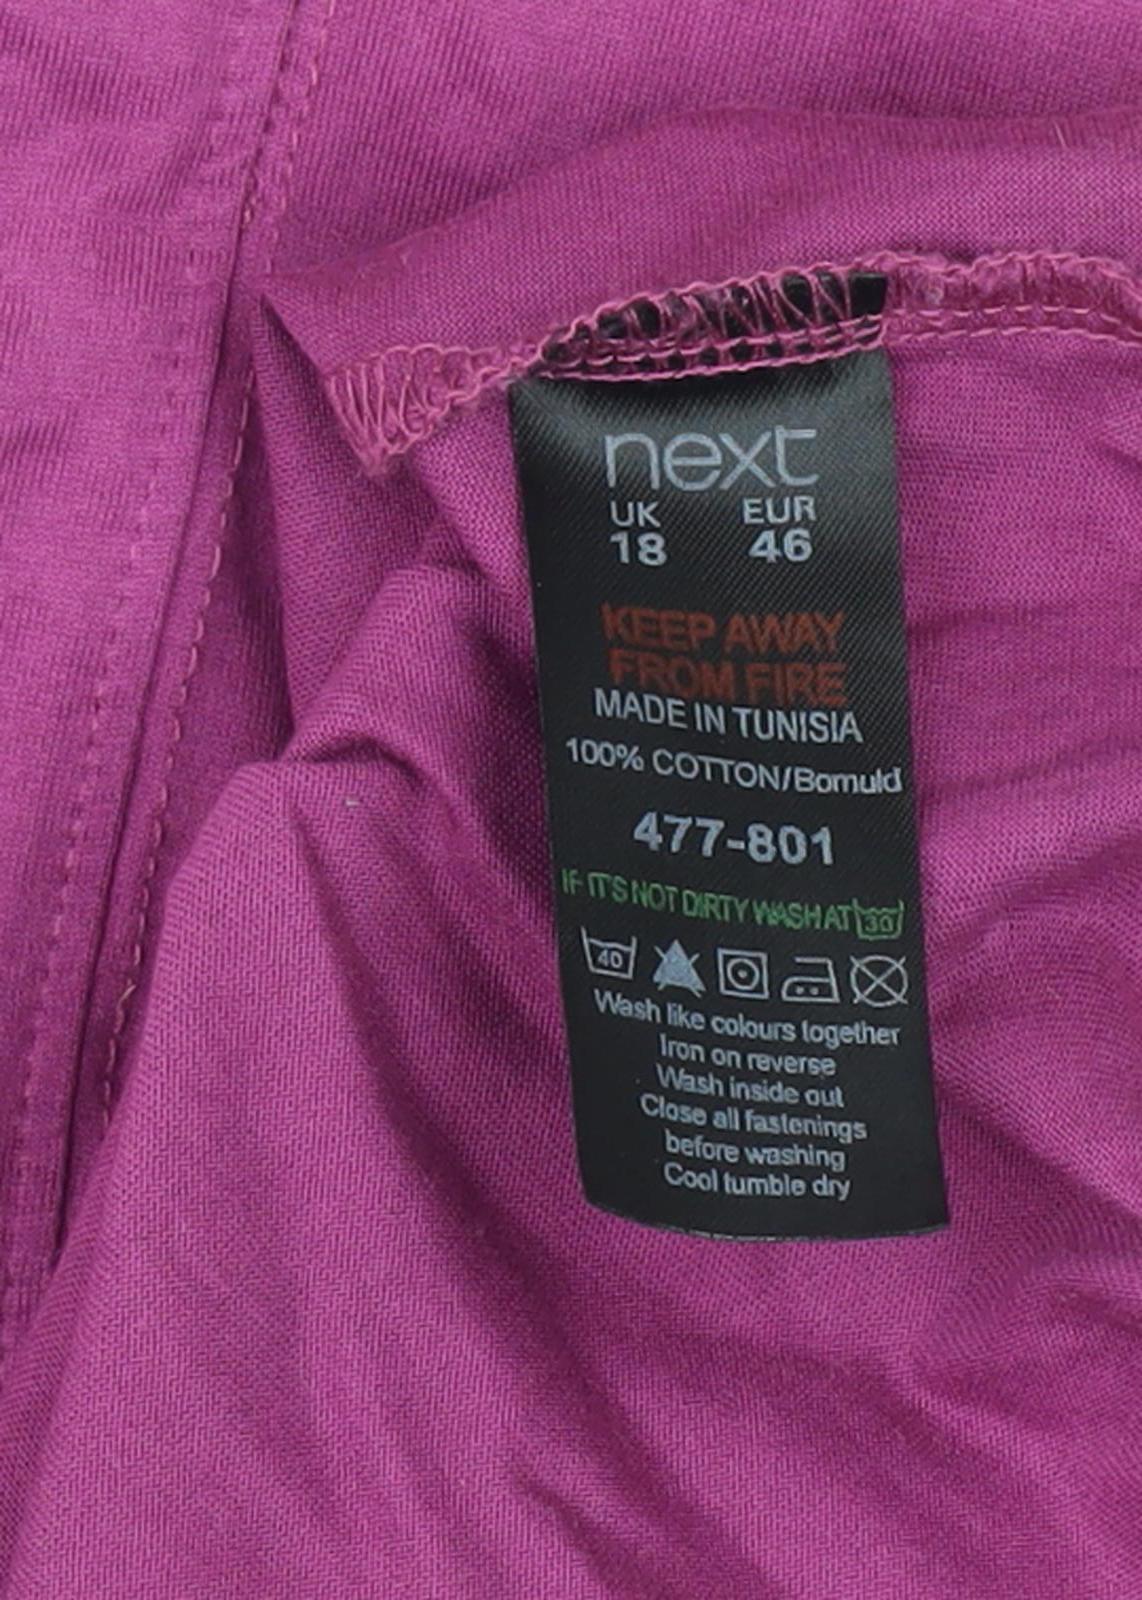 next
UK EUR
18 46
KEEP AWAY
FROM FIRE
MADE IN TUNISIA
100% COTTON/Bomuld
477-801
IF IT'S NOT DIRTY WASH AT 30
40
Wash like colours together
Iron on reverse
Wash inside out
Close all fastenings
before washing
Cool tumble dry